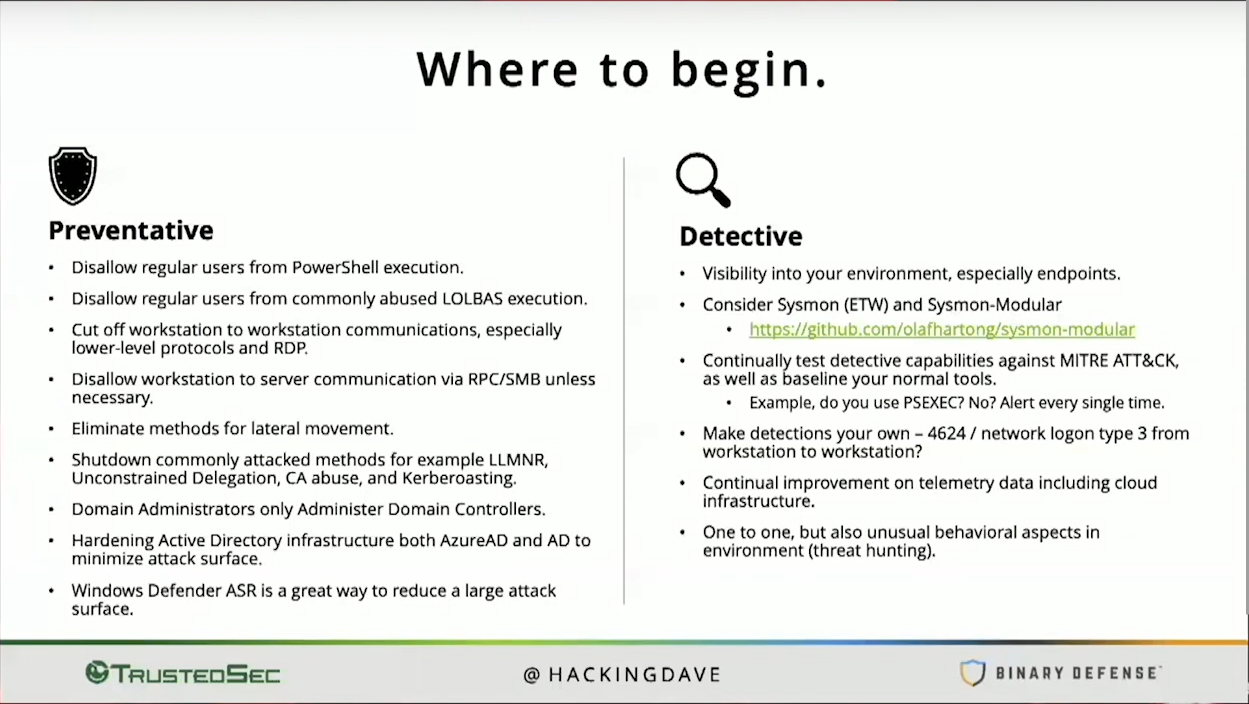 Where to begin.
Preventative
• Disallow regular users from PowerShell execution.
• Disallow regular users from commonly abused LOLBAS execution.
• Cut off workstation to workstation communications, especially
lower-level protocols and RDP.
• Disallow workstation to server communication via RPC/SMB unless
necessary.
• Eliminate methods for lateral movement.
• Shutdown commonly attacked methods for example LLMNR,
Unconstrained Delegation, CA abuse, and Kerberoasting.
• Domain Administrators only Administer Domain Controllers.
• Hardening Active Directory infrastructure both AzureAD and AD to
minimize attack surface.
• Windows Defender ASR is a great way to reduce a large attack
surface.
Detective
• Visibility into your environment, especially endpoints.
• Consider Sysmon (ETW) and Sysmon-Modular
• https://github.com/olafhartong/sysmon-modular
• Continually test detective capabilities against MITRE ATT&CK,
as well as baseline your normal tools.
• Example, do you use PSEXEC? No? Alert every single time.
• Make detections your own – 4624 / network logon type 3 from
workstation to workstation?
• Continual improvement on telemetry data including cloud
infrastructure.
• One to one, but also unusual behavioral aspects in
environment (threat hunting).
TRUSTEDSEC
@HACKINGDAVE
BINARY DEFENSE